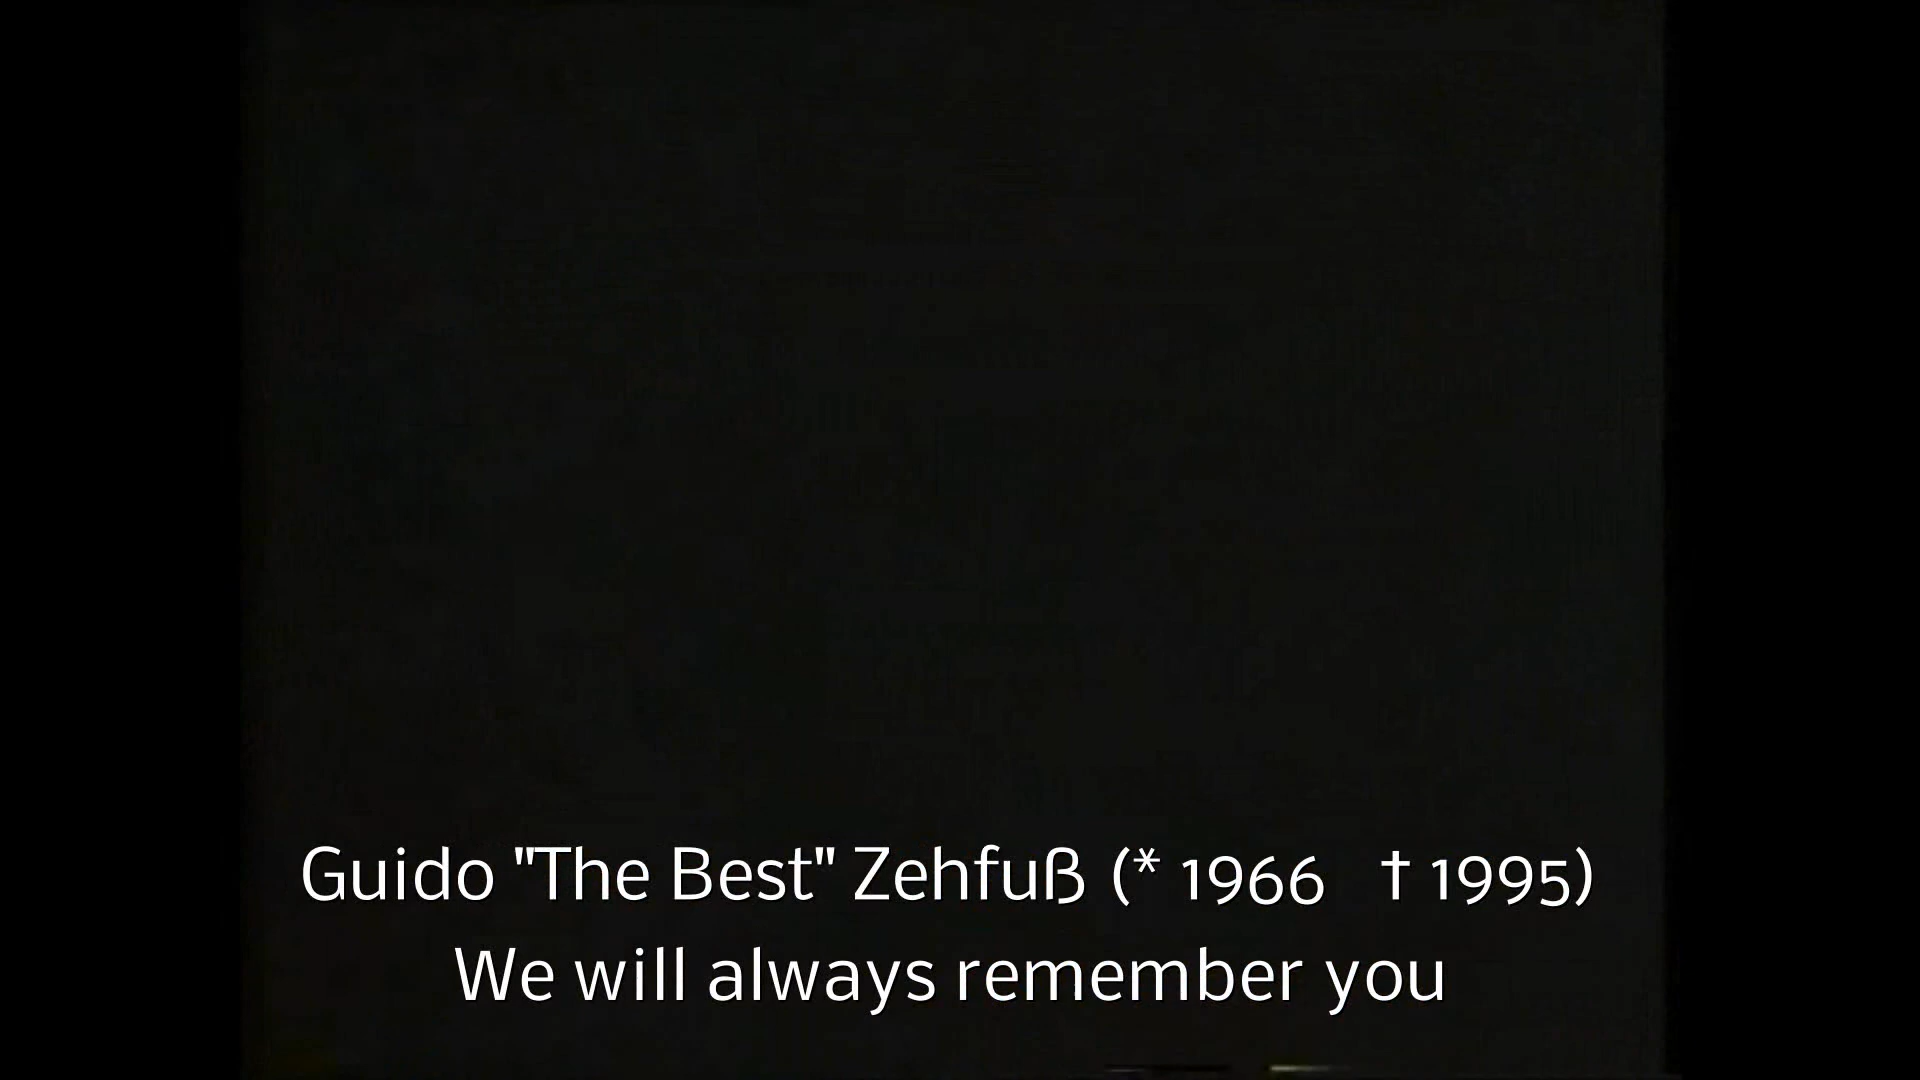 Guido "The Best" Zehfuß (* 1966 † 1995)
We will always remember you